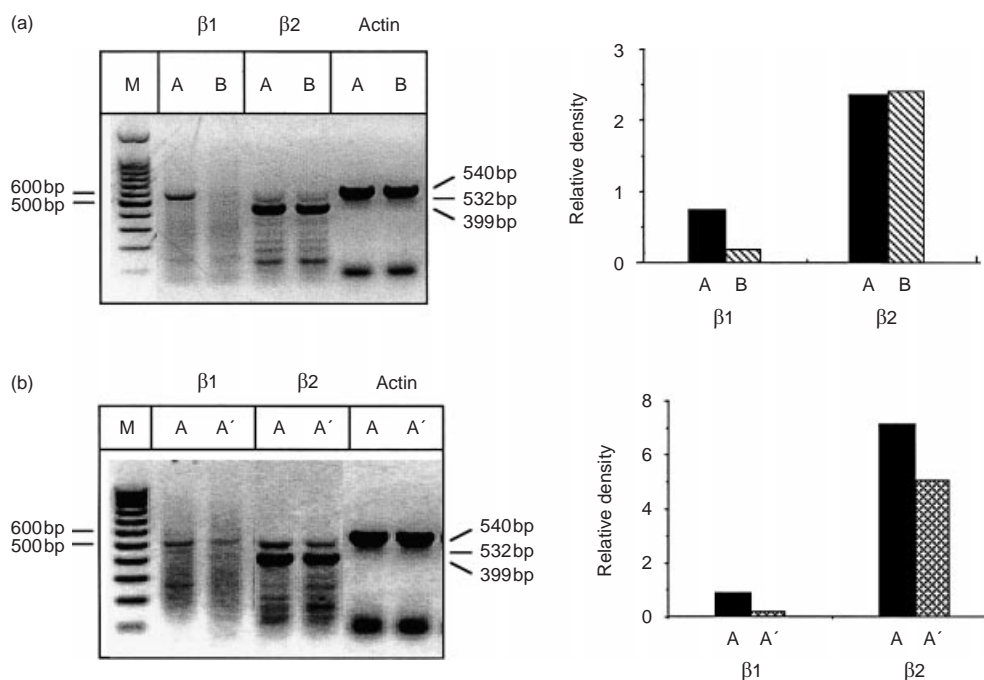 (a)
β1 β2 Actin
M A B A B A B
600bp
500bp
540bp
532bp
399bp
Relative density
3
2
1
0
A B A B
β1 β2
(b)
β1 β2 Actin
M A A´ A A´ A A´
600bp
500bp
540bp
532bp
399bp
Relative density
8
6
4
2
0
A A´ A A´
β1 β2